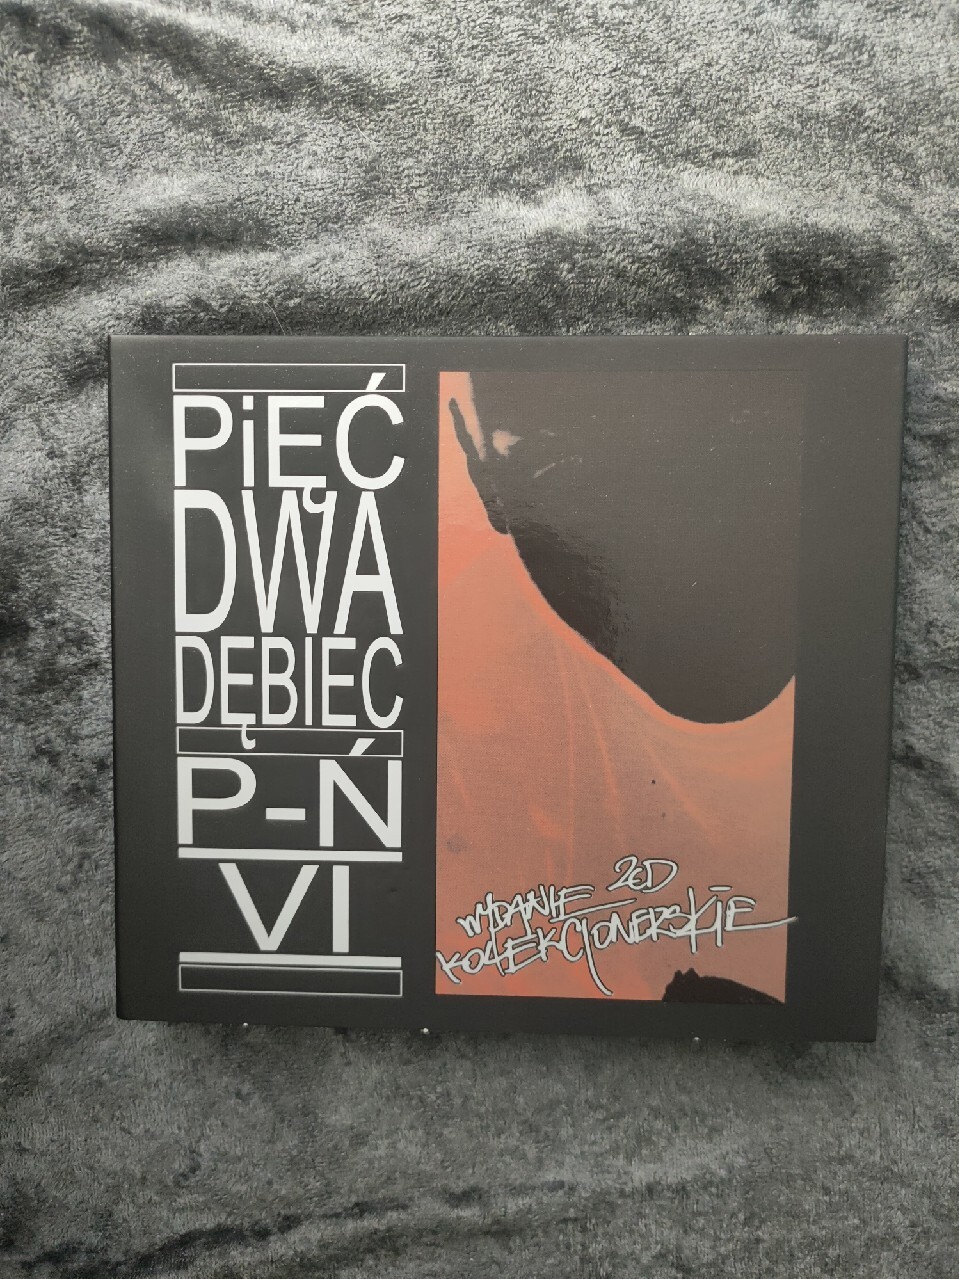 PiĘĆ
DWA
DĘBIEC
P-Ń
VI
2CD
WYDANIE
KOLEKCJONERSKIE